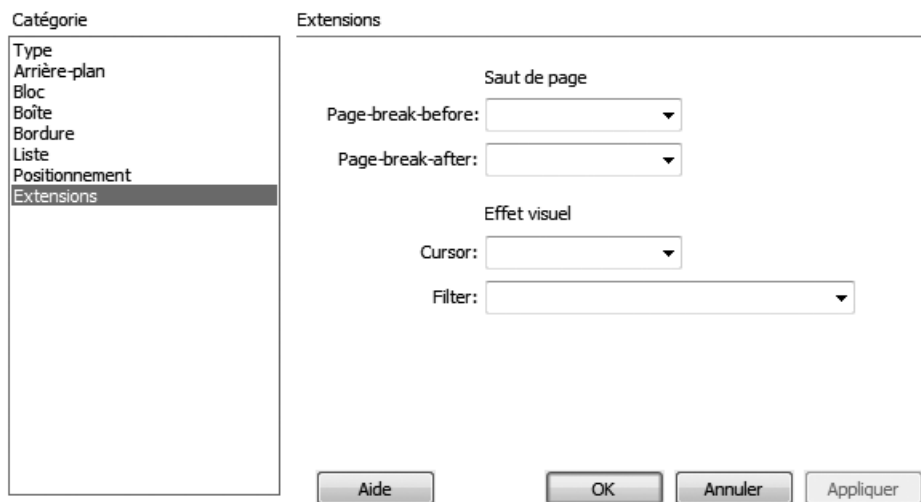 Catégorie
Type
Arrière-plan
Bloc
Boîte
Bordure
Liste
Positionnement
Extensions
Extensions
Saut de page
Page-break-before:
Page-break-after:
Effet visuel
Cursor:
Filter:
Aide
OK
Annuler
Appliquer